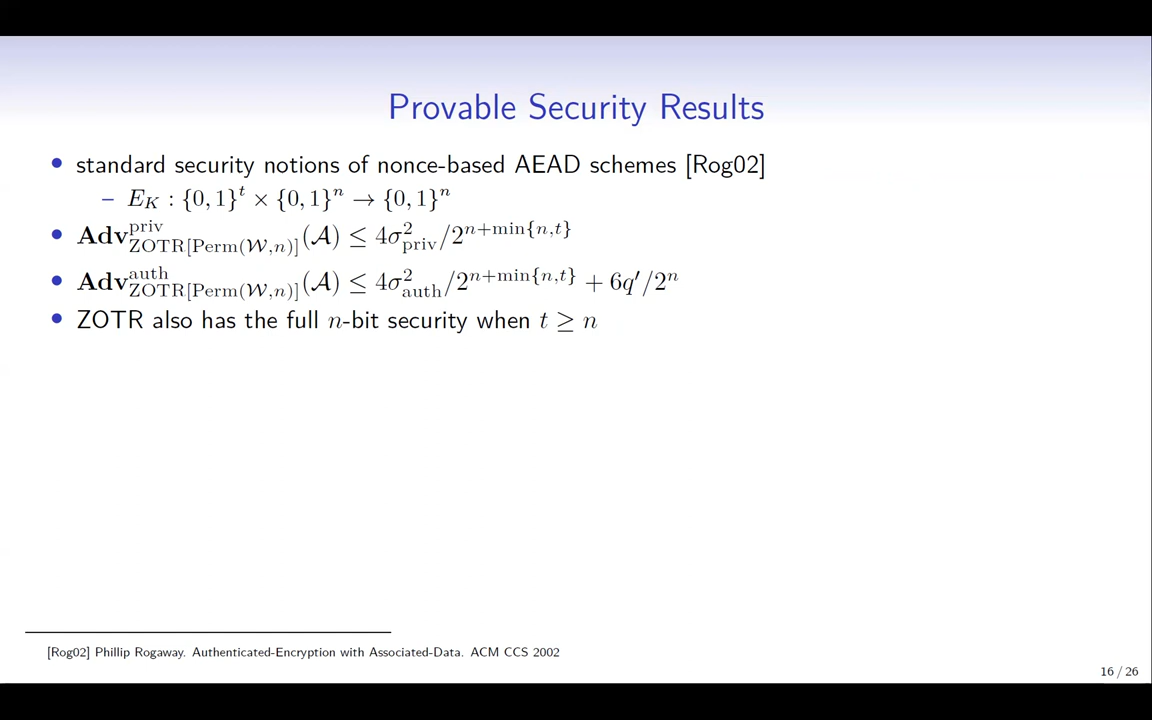 Provable Security Results
• standard security notions of nonce-based AEAD schemes [Rog02]
– E_K : {0, 1}^t × {0, 1}^n → {0, 1}^n
• Adv^priv_ZOTR[Perm(𝒲,n)](𝒜) ≤ 4σ^2_priv/2^{n+min{n,t}}
• Adv^auth_ZOTR[Perm(𝒲,n)](𝒜) ≤ 4σ^2_auth/2^{n+min{n,t}} + 6q′/2^n
• ZOTR also has the full n-bit security when t ≥ n
[Rog02] Phillip Rogaway. Authenticated-Encryption with Associated-Data. ACM CCS 2002
16 / 26